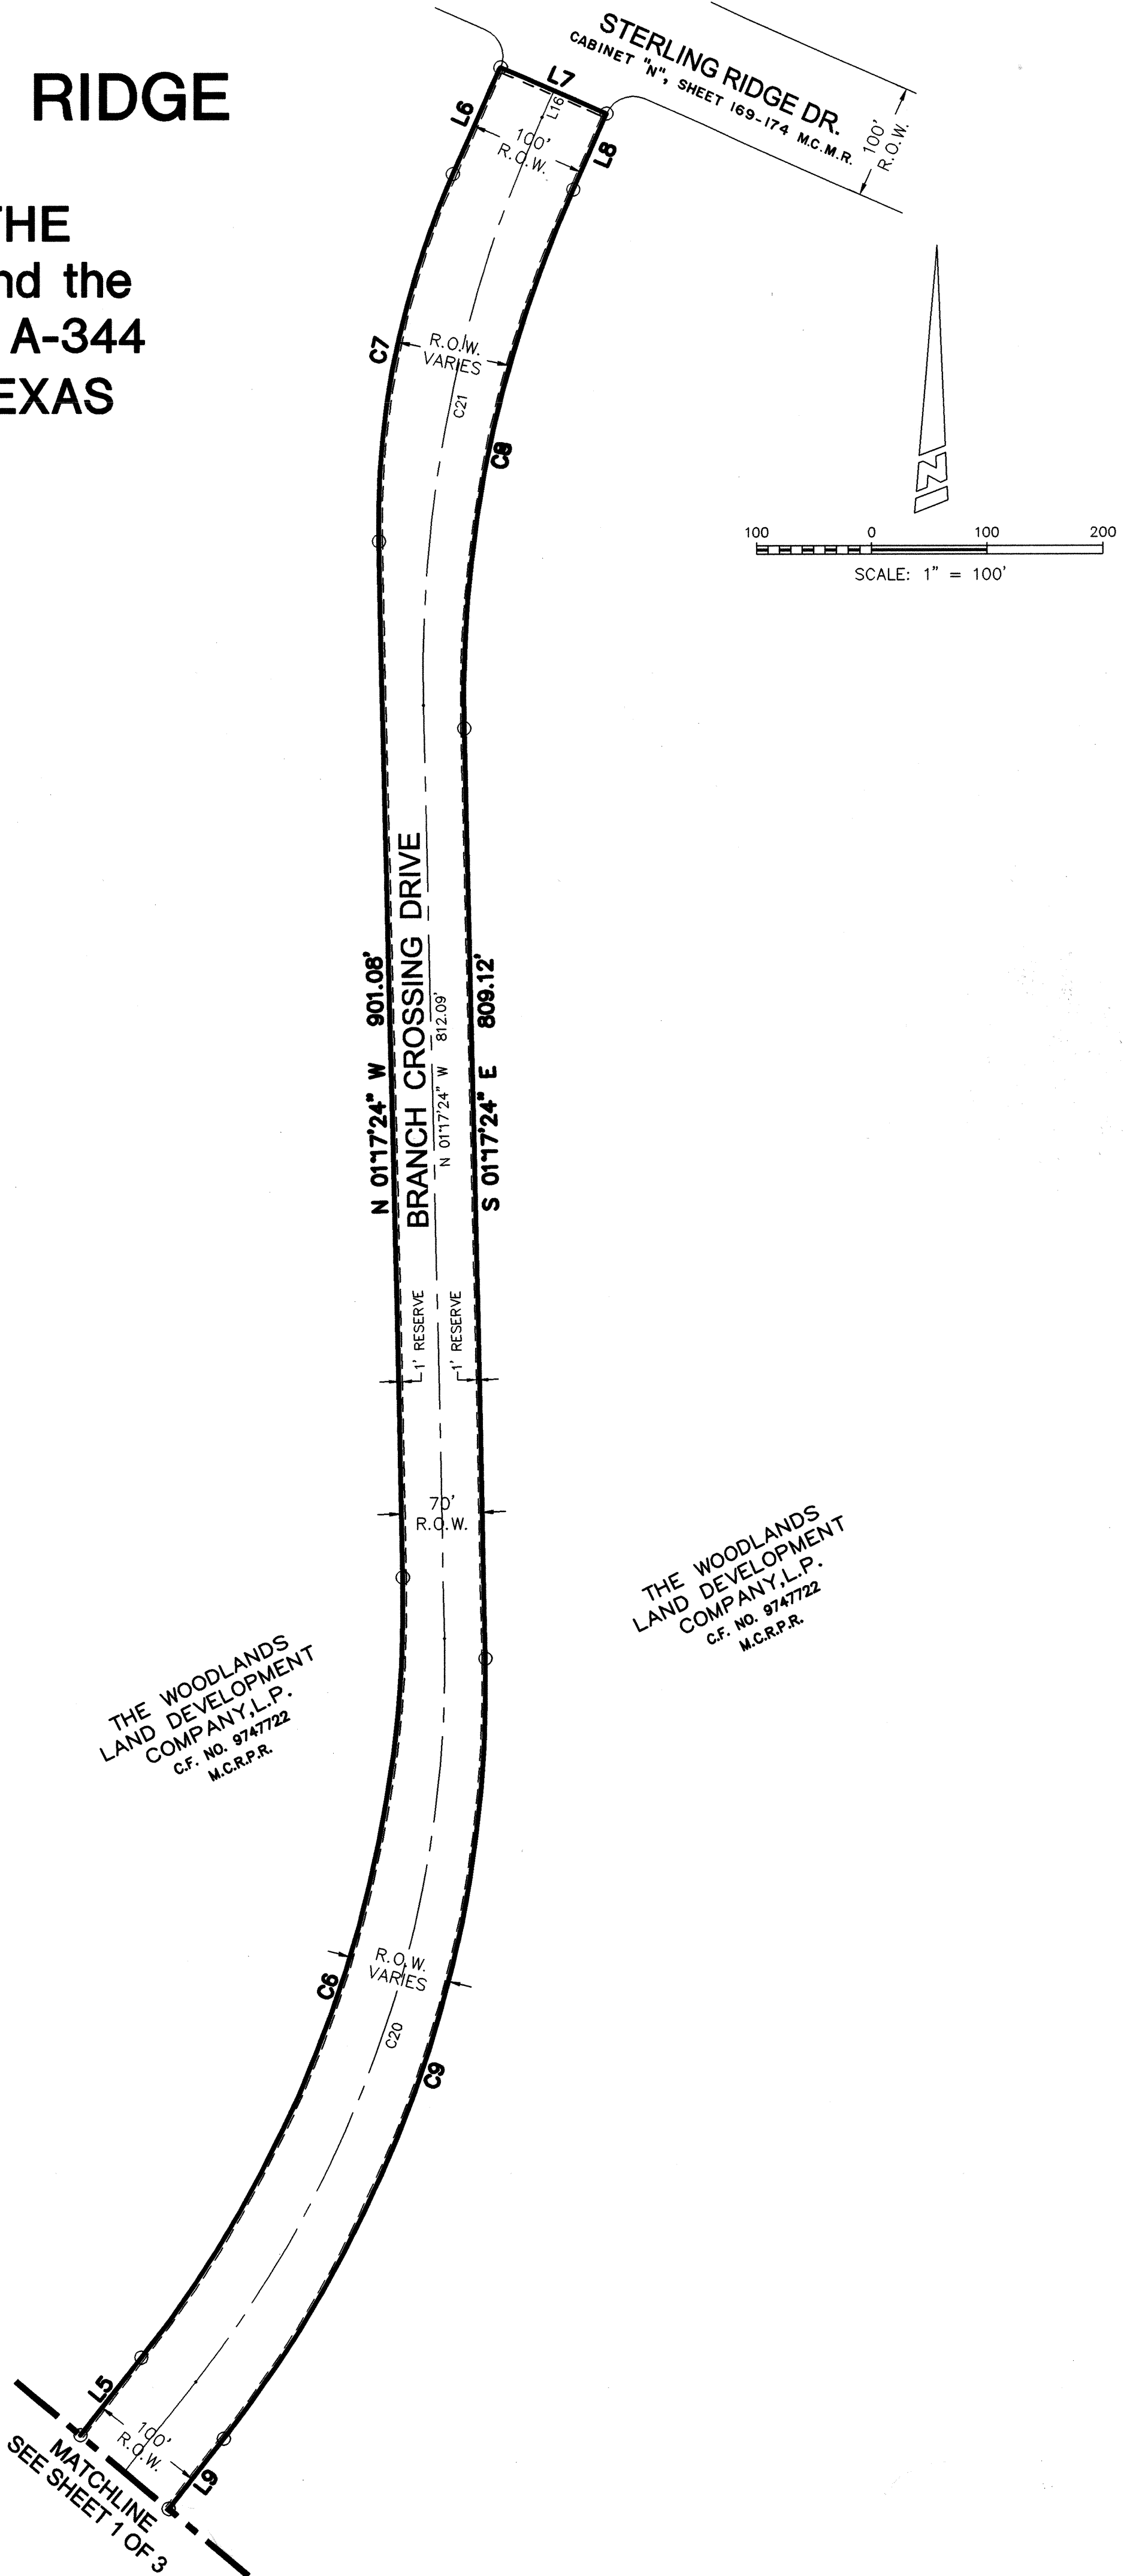 RIDGE
THE
nd the
A-344
EXAS
STERLING RIDGE DR.
CABINET "N", SHEET 169-174 M.C.M.R.
100'
R.O.W.
L7
L6
L16
100'
R.O.W.
L8
C7
R.O.W.
VARIES
C21
C8
N
100 0 100 200
SCALE: 1" = 100'
N 01°17'24" W 901.08'
BRANCH CROSSING DRIVE
N 01°17'24" W 812.09'
S 01°17'24" E 809.12'
1' RESERVE
1' RESERVE
70'
R.O.W.
THE WOODLANDS
LAND DEVELOPMENT
COMPANY,L.P.
C.F. NO. 9747722
M.C.R.P.R.
THE WOODLANDS
LAND DEVELOPMENT
COMPANY,L.P.
C.F. NO. 9747722
M.C.R.P.R.
C6
R.O.W.
VARIES
C20
C9
L5
100'
R.O.W.
L9
MATCHLINE
SEE SHEET 1 OF 3